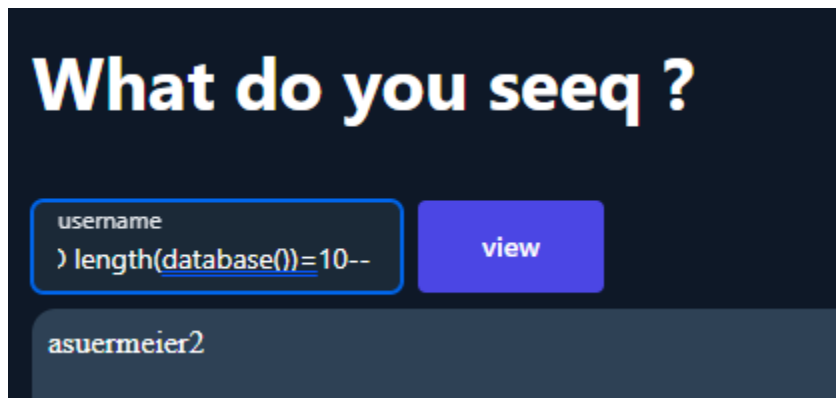 What do you seeq ?
username
length(database())=10--
view
asuermeier2